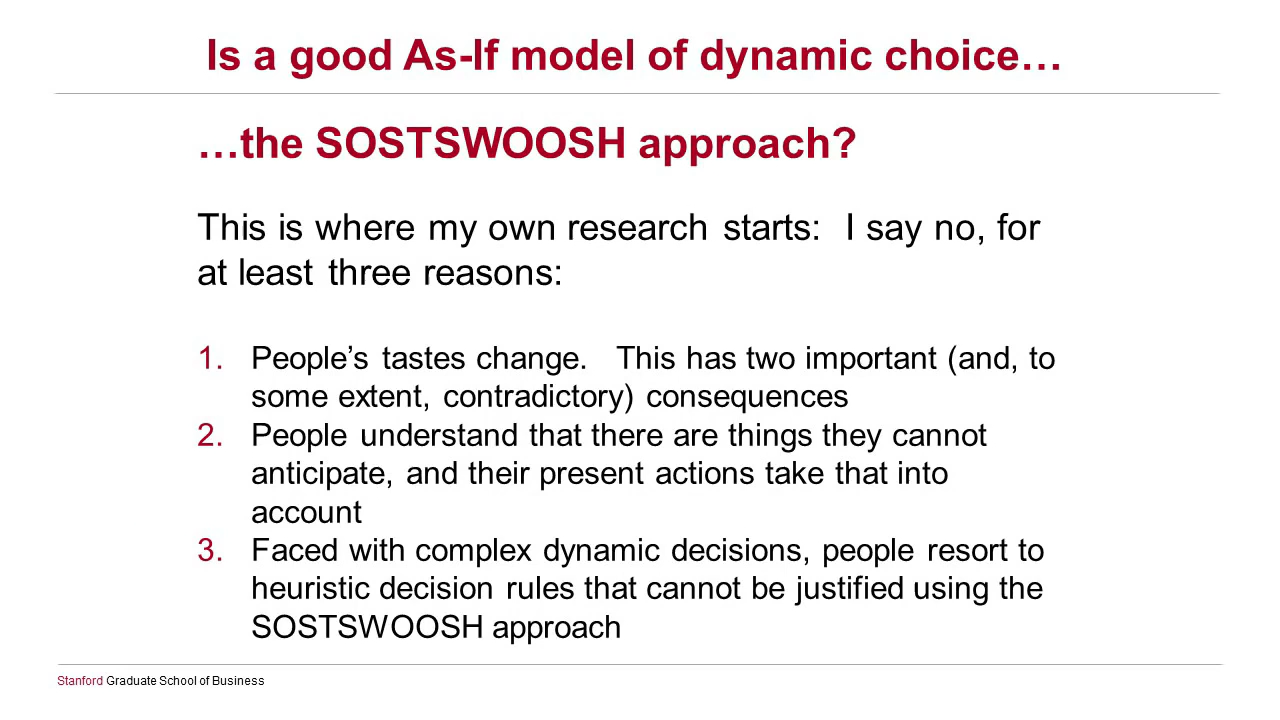 Is a good As-If model of dynamic choice…
…the SOSTSWOOSH approach?
This is where my own research starts:  I say no, for
at least three reasons:
1. People’s tastes change.   This has two important (and, to
some extent, contradictory) consequences
2. People understand that there are things they cannot
anticipate, and their present actions take that into
account
3. Faced with complex dynamic decisions, people resort to
heuristic decision rules that cannot be justified using the
SOSTSWOOSH approach
Stanford Graduate School of Business